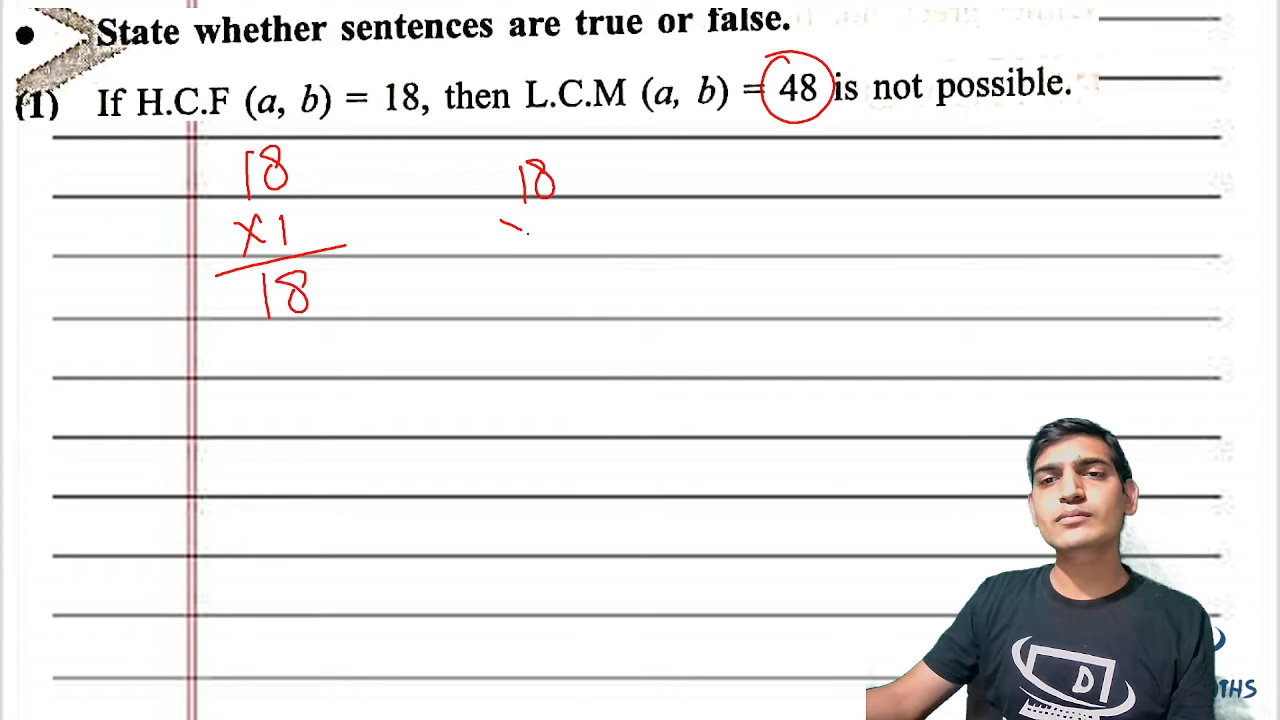 State whether sentences are true or false.
(1) If H.C.F (a, b) = 18, then L.C.M (a, b) = 48 is not possible.
18 18
×1
18
D
THS